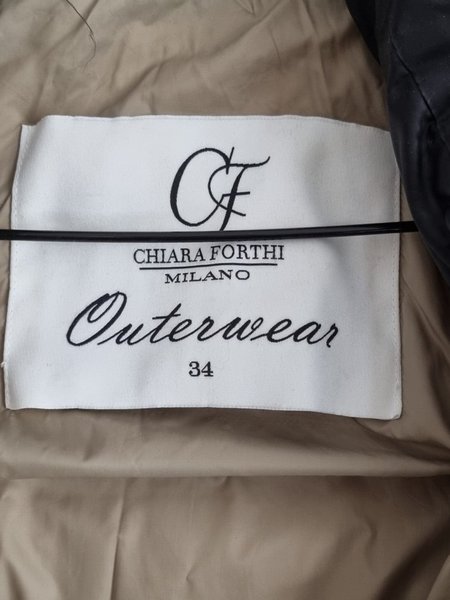 CF
CHIARA FORTHI
MILANO
Outerwear
34